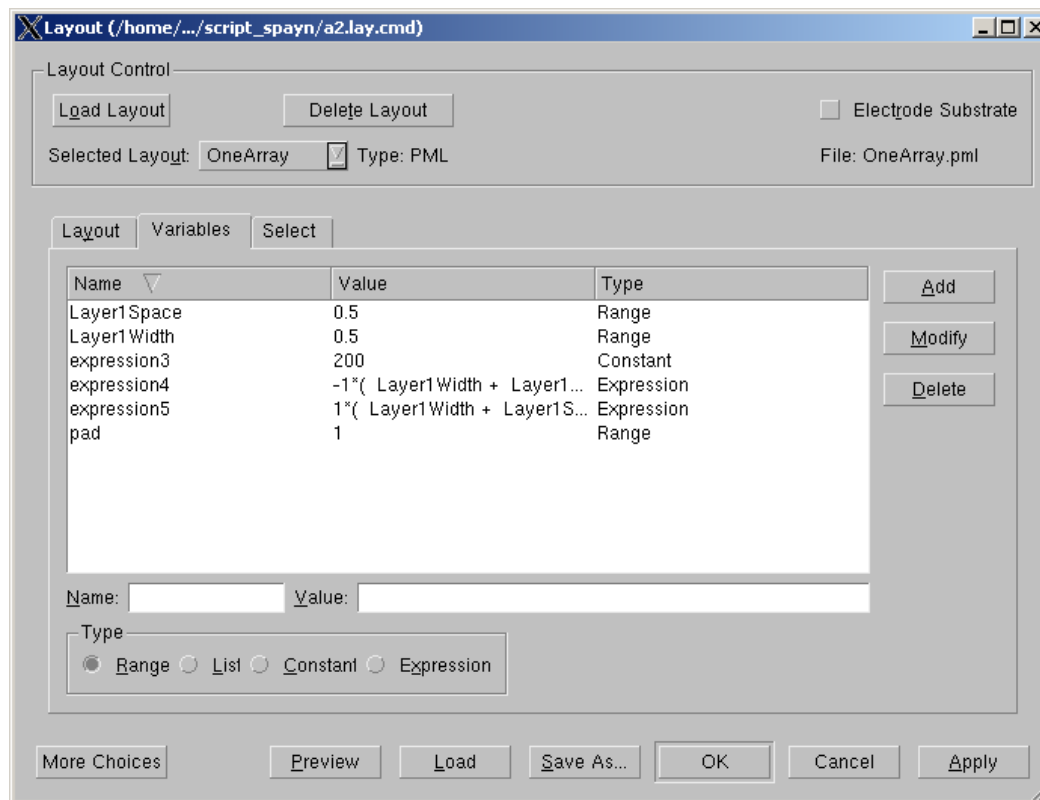 Layout (/home/.../script_spayn/a2.lay.cmd)
Layout Control
Load Layout Delete Layout Electrode Substrate
Selected Layout: OneArray Type: PML File: OneArray.pml
Layout Variables Select
Name Value Type
Layer1Space 0.5 Range
Layer1Width 0.5 Range
expression3 200 Constant
expression4 -1*( Layer1Width + Layer1... Expression
expression5 1*( Layer1Width + Layer1S... Expression
pad 1 Range
Add
Modify
Delete
Name: Value:
Type
Range List Constant Expression
More Choices Preview Load Save As... OK Cancel Apply